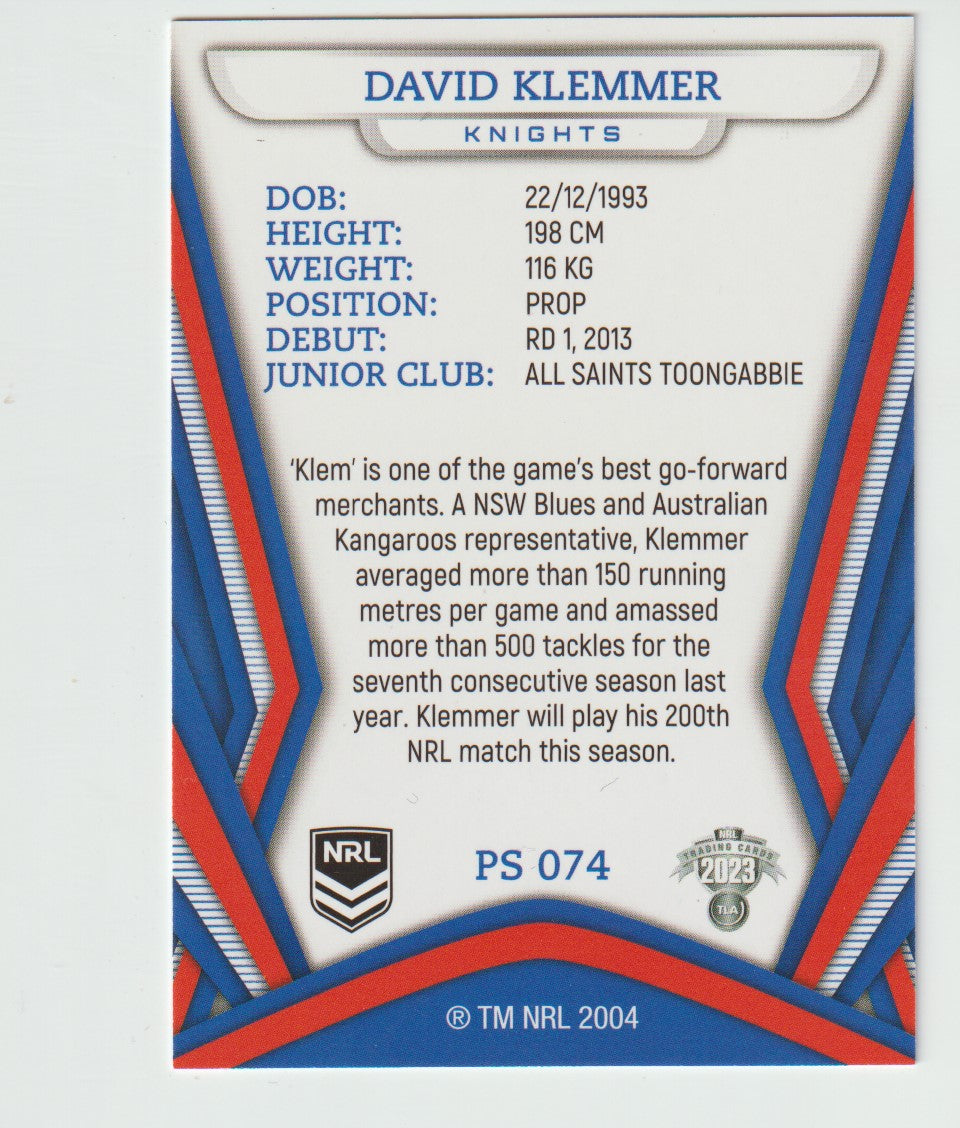 DAVID KLEMMER
KNIGHTS
DOB: 22/12/1993
HEIGHT: 198 CM
WEIGHT: 116 KG
POSITION: PROP
DEBUT: RD 1, 2013
JUNIOR CLUB: ALL SAINTS TOONGABBIE
'Klem' is one of the game's best go-forward
merchants. A NSW Blues and Australian
Kangaroos representative, Klemmer
averaged more than 150 running
metres per game and amassed
more than 500 tackles for the
seventh consecutive season last
year. Klemmer will play his 200th
NRL match this season.
NRL
PS 074
NRL
TRADING CARDS
2023
TLA
® TM NRL 2004